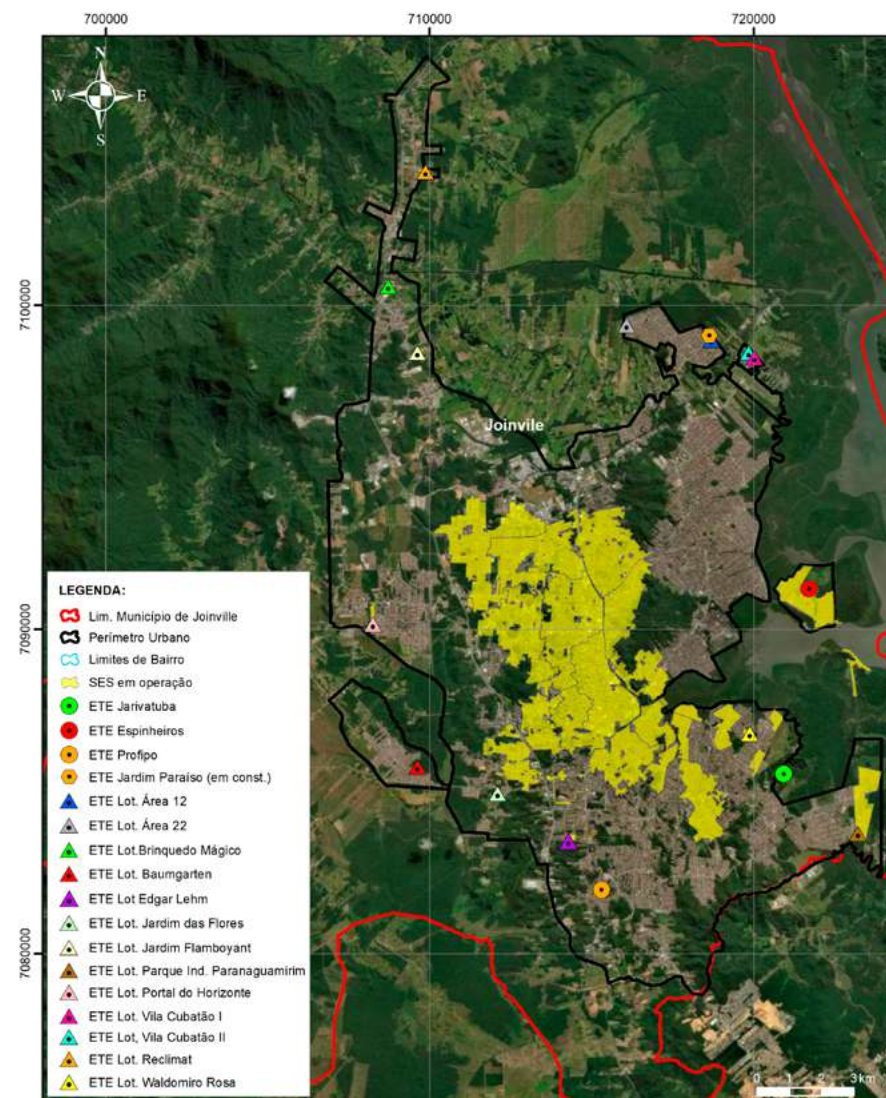 700000
710000
720000
N
W
E
S
7100000
7090000
7080000
Joinvile
LEGENDA:
Lim. Município de Joinville
Perímetro Urbano
Limites de Bairro
SES em operação
ETE Jarivatuba
ETE Espinheiros
ETE Profipo
ETE Jardim Paraíso (em const.)
ETE Lot. Área 12
ETE Lot. Área 22
ETE Lot.Brinquedo Mágico
ETE Lot. Baumgarten
ETE Lot Edgar Lehm
ETE Lot. Jardim das Flores
ETE Lot. Jardim Flamboyant
ETE Lot. Parque Ind. Paranaguamirim
ETE Lot. Portal do Horizonte
ETE Lot. Vila Cubatão I
ETE Lot, Vila Cubatão II
ETE Lot. Reclimat
ETE Lot. Waldomiro Rosa
0 1 2 3 km